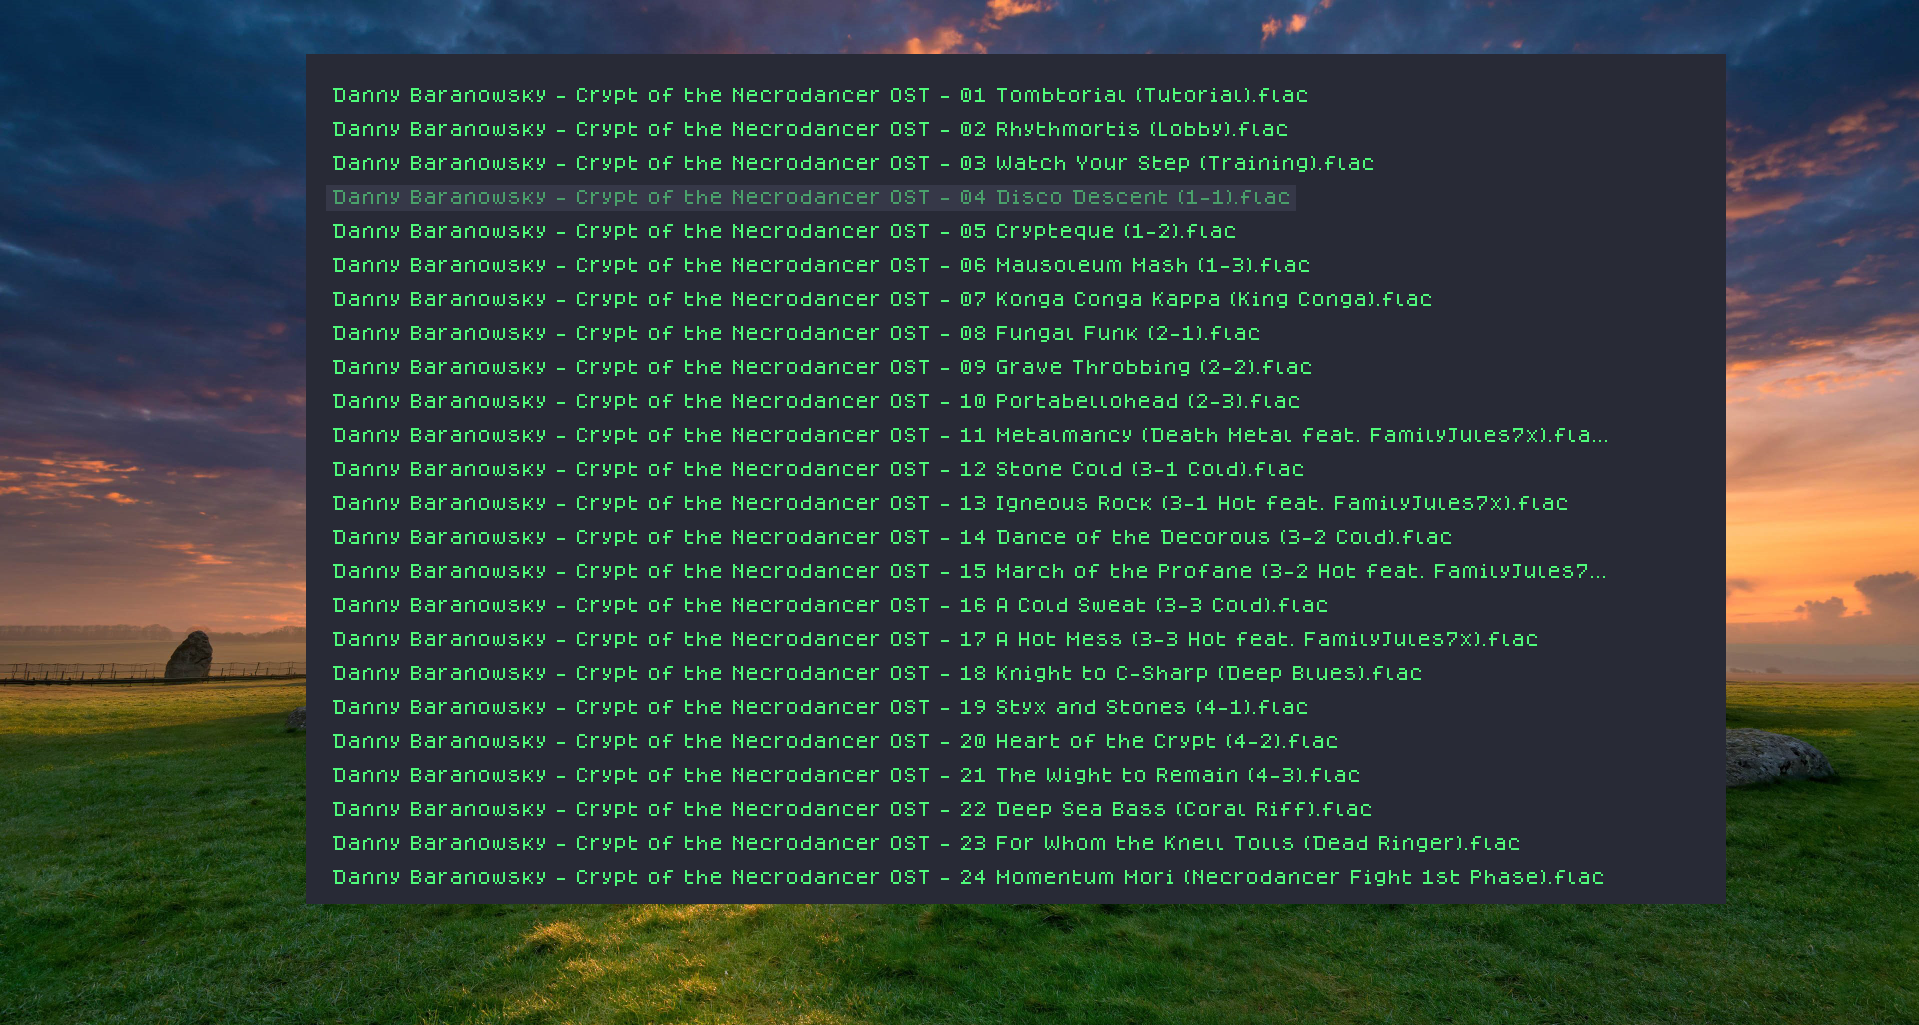 Danny Baranowsky - Crypt of the Necrodancer OST - 01 Tombtorial (Tutorial).flac
Danny Baranowsky - Crypt of the Necrodancer OST - 02 Rhythmortis (Lobby).flac
Danny Baranowsky - Crypt of the Necrodancer OST - 03 Watch Your Step (Training).flac
Danny Baranowsky - Crypt of the Necrodancer OST - 04 Disco Descent (1-1).flac
Danny Baranowsky - Crypt of the Necrodancer OST - 05 Crypteque (1-2).flac
Danny Baranowsky - Crypt of the Necrodancer OST - 06 Mausoleum Mash (1-3).flac
Danny Baranowsky - Crypt of the Necrodancer OST - 07 Konga Conga Kappa (King Conga).flac
Danny Baranowsky - Crypt of the Necrodancer OST - 08 Fungal Funk (2-1).flac
Danny Baranowsky - Crypt of the Necrodancer OST - 09 Grave Throbbing (2-2).flac
Danny Baranowsky - Crypt of the Necrodancer OST - 10 Portabellohead (2-3).flac
Danny Baranowsky - Crypt of the Necrodancer OST - 11 Metalmancy (Death Metal feat. FamilyJules7x).fla...
Danny Baranowsky - Crypt of the Necrodancer OST - 12 Stone Cold (3-1 Cold).flac
Danny Baranowsky - Crypt of the Necrodancer OST - 13 Igneous Rock (3-1 Hot feat. FamilyJules7x).flac
Danny Baranowsky - Crypt of the Necrodancer OST - 14 Dance of the Decorous (3-2 Cold).flac
Danny Baranowsky - Crypt of the Necrodancer OST - 15 March of the Profane (3-2 Hot feat. FamilyJules7...
Danny Baranowsky - Crypt of the Necrodancer OST - 16 A Cold Sweat (3-3 Cold).flac
Danny Baranowsky - Crypt of the Necrodancer OST - 17 A Hot Mess (3-3 Hot feat. FamilyJules7x).flac
Danny Baranowsky - Crypt of the Necrodancer OST - 18 Knight to C-Sharp (Deep Blues).flac
Danny Baranowsky - Crypt of the Necrodancer OST - 19 Styx and Stones (4-1).flac
Danny Baranowsky - Crypt of the Necrodancer OST - 20 Heart of the Crypt (4-2).flac
Danny Baranowsky - Crypt of the Necrodancer OST - 21 The Wight to Remain (4-3).flac
Danny Baranowsky - Crypt of the Necrodancer OST - 22 Deep Sea Bass (Coral Riff).flac
Danny Baranowsky - Crypt of the Necrodancer OST - 23 For Whom the Knell Tolls (Dead Ringer).flac
Danny Baranowsky - Crypt of the Necrodancer OST - 24 Momentum Mori (Necrodancer Fight 1st Phase).flac